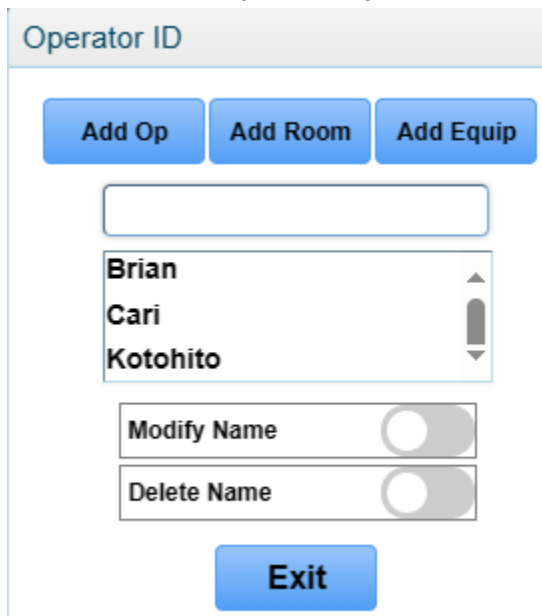 Operator ID
Add Op Add Room Add Equip
Brian
Cari
Kotohito
Modify Name
Delete Name
Exit